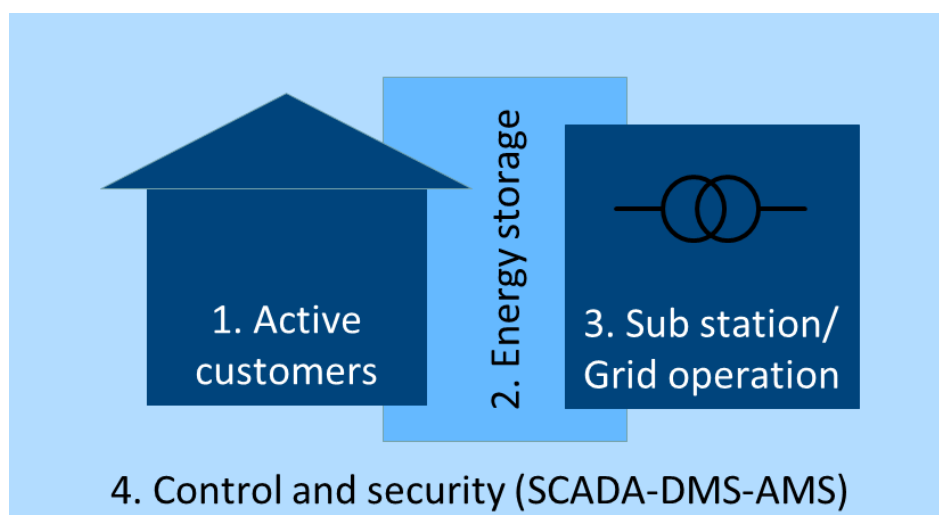 1. Active
customers
2. Energy storage
3. Sub station/
Grid operation
4. Control and security (SCADA-DMS-AMS)